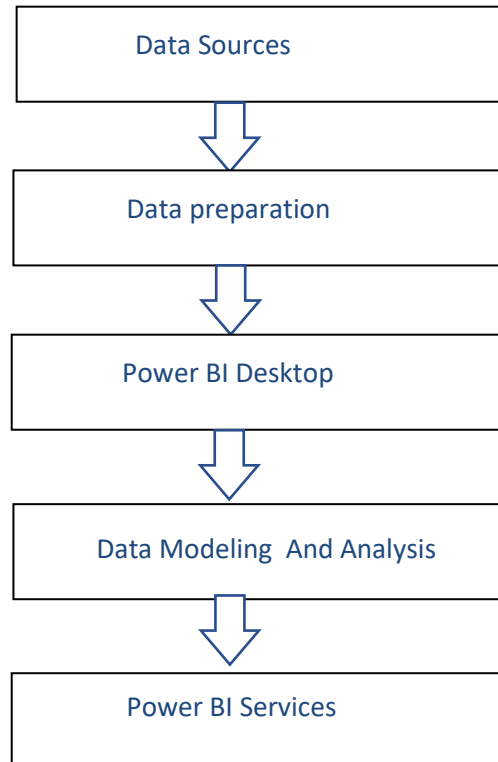 Data Sources
Data preparation
Power BI Desktop
Data Modeling  And Analysis
Power BI Services